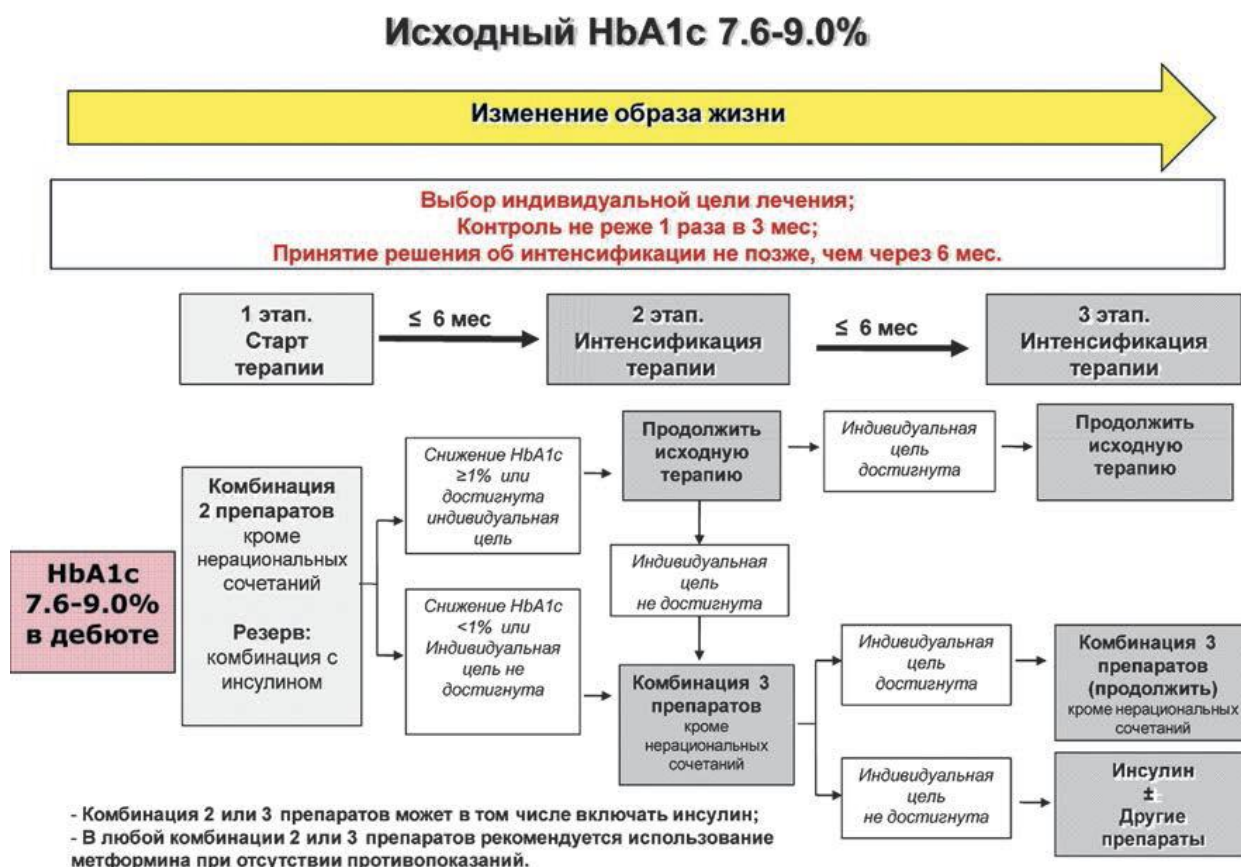 Исходный HbA1c 7.6-9.0%
Изменение образа жизни
Выбор индивидуальной цели лечения;
Контроль не реже 1 раза в 3 мес;
Принятие решения об интенсификации не позже, чем через 6 мес.
1 этап.
Старт
терапии
≤ 6 мес
2 этап.
Интенсификация
терапии
≤ 6 мес
3 этап.
Интенсификация
терапии
HbA1c
7.6-9.0%
в дебюте
Комбинация
2 препаратов
кроме
нерациональных
сочетаний
Резерв:
комбинация с
инсулином
Снижение HbA1c
≥1% или
достигнута
индивидуальная
цель
Снижение HbA1c
<1% или
Индивидуальная
цель не
достигнута
Продолжить
исходную
терапию
Индивидуальная
цель
не достигнута
Комбинация 3
препаратов
кроме
нерациональных
сочетаний
Индивидуальная
цель
достигнута
Продолжить
исходную
терапию
Индивидуальная
цель
достигнута
Комбинация 3
препаратов
(продолжить)
кроме нерациональных
сочетаний
Индивидуальная
цель
не достигнута
Инсулин
±
Другие
препараты
- Комбинация 2 или 3 препаратов может в том числе включать инсулин;
- В любой комбинации 2 или 3 препаратов рекомендуется использование
метформина при отсутствии противопоказаний.